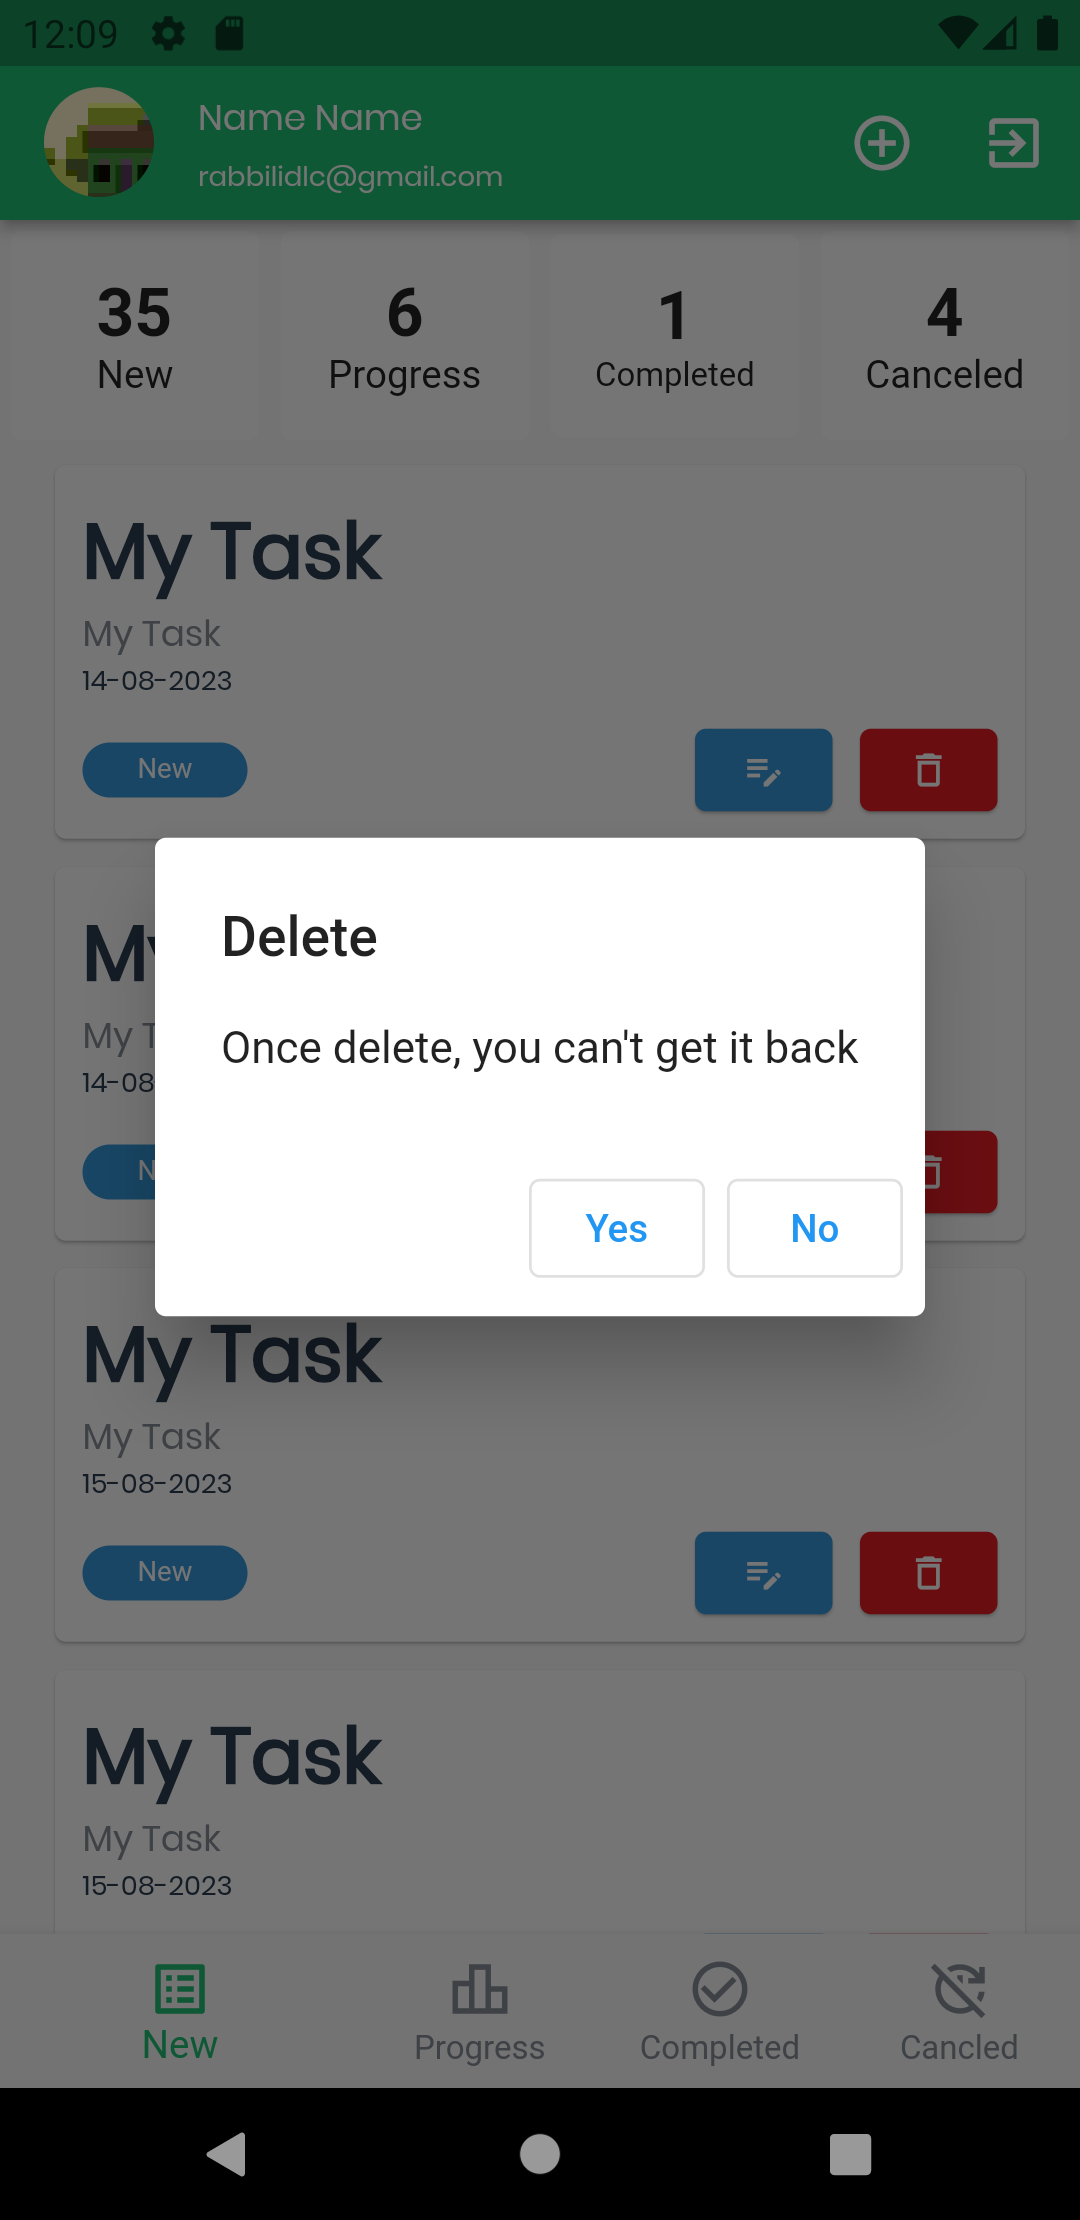 12:09
Name Name
rabbilidlc@gmail.com
35
6
1
4
New
Progress
Completed
Canceled
My Task
My Task
14-08-2023
New
My
My T
14-08
N
Delete
Once delete, you can't get it back
Yes
No
My Task
My Task
15-08-2023
New
My Task
My Task
15-08-2023
New
Progress
Completed
Cancled